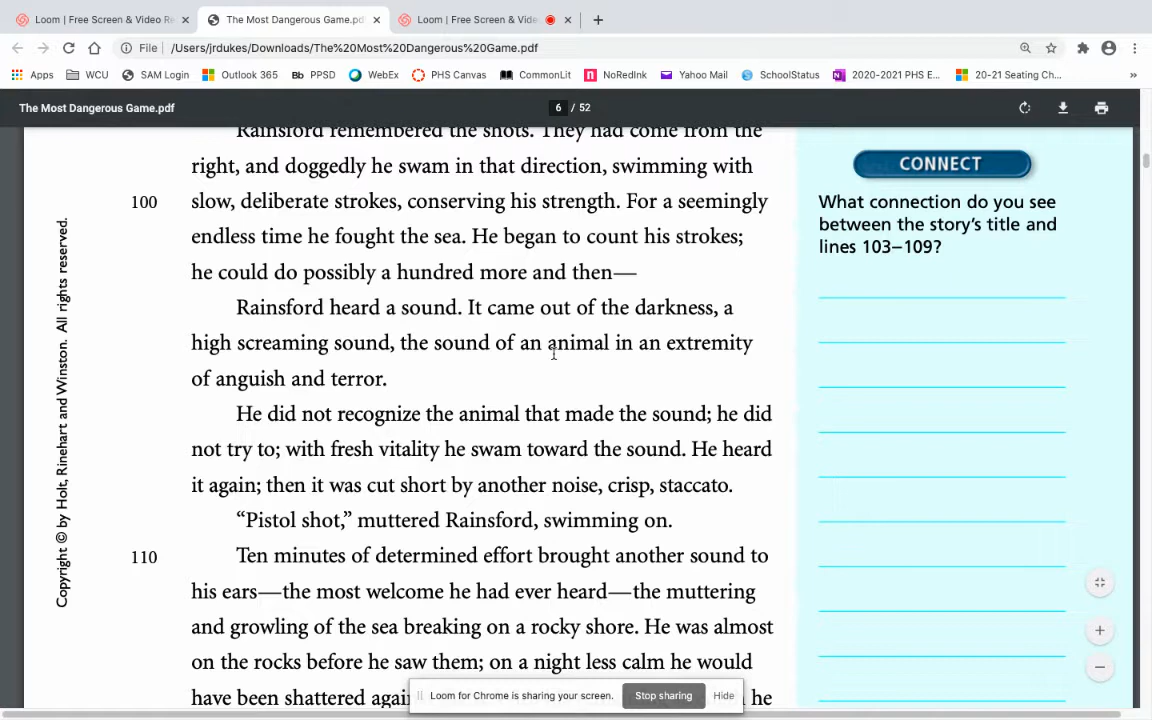 Loom | Free Screen & Video Re
The Most Dangerous Game.pd
Loom | Free Screen & Vide
File /Users/jrdukes/Downloads/The%20Most%20Dangerous%20Game.pdf
Apps WCU SAM Login Outlook 365 Bb PPSD WebEx PHS Canvas CommonLit NoRedInk Yahoo Mail SchoolStatus 2020-2021 PHS E... 20-21 Seating Ch... »
The Most Dangerous Game.pdf 6 / 52
Rainsford remembered the shots. They had come from the
right, and doggedly he swam in that direction, swimming with
100 slow, deliberate strokes, conserving his strength. For a seemingly
endless time he fought the sea. He began to count his strokes;
he could do possibly a hundred more and then—
Rainsford heard a sound. It came out of the darkness, a
high screaming sound, the sound of an animal in an extremity
of anguish and terror.
He did not recognize the animal that made the sound; he did
not try to; with fresh vitality he swam toward the sound. He heard
it again; then it was cut short by another noise, crisp, staccato.
“Pistol shot,” muttered Rainsford, swimming on.
110 Ten minutes of determined effort brought another sound to
his ears—the most welcome he had ever heard—the muttering
and growling of the sea breaking on a rocky shore. He was almost
on the rocks before he saw them; on a night less calm he would
have been shattered again he
Copyright © by Holt, Rinehart and Winston. All rights reserved.
CONNECT
What connection do you see
between the story’s title and
lines 103–109?
Loom for Chrome is sharing your screen. Stop sharing Hide